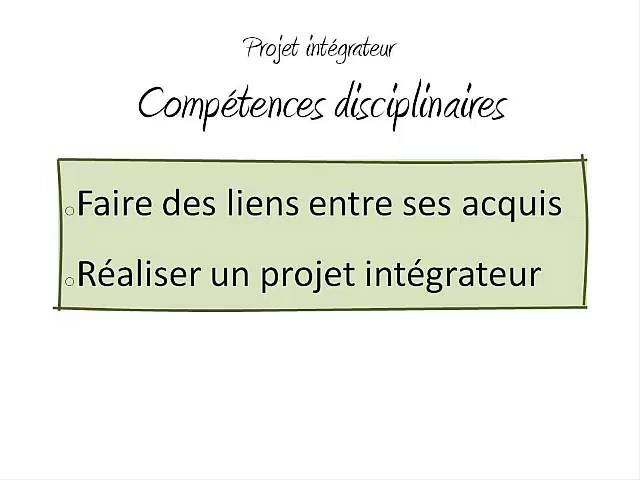 Projet intégrateur
Compétences disciplinaires
○Faire des liens entre ses acquis
○Réaliser un projet intégrateur